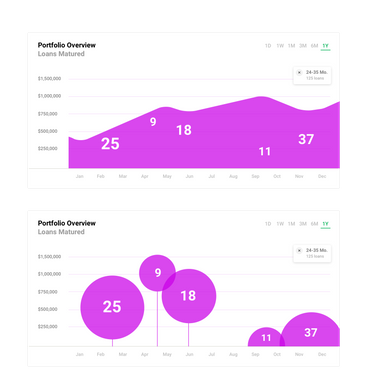 Portfolio Overview
Loans Matured
1D 1W 1M 3M 6M 1Y
24-35 Mo.
125 loans
$1,500,000
$1,000,000
$750,000
$500,000
$250,000
9
18
25
11
37
Jan Feb Mar Apr May Jun Jul Aug Sep Oct Nov Dec
Portfolio Overview
Loans Matured
1D 1W 1M 3M 6M 1Y
24-35 Mo.
125 loans
$1,500,000
$1,000,000
$750,000
$500,000
$250,000
9
18
25
11
37
Jan Feb Mar Apr May Jun Jul Aug Sep Oct Nov Dec